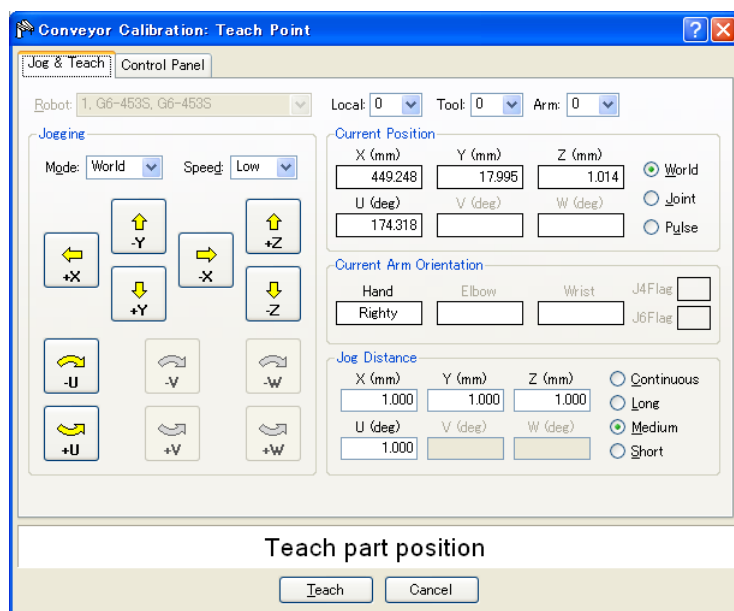 Conveyor Calibration: Teach Point
Jog & Teach Control Panel
Robot: 1, G6-453S, G6-453S Local: 0 Tool: 0 Arm: 0
Jogging
Mode: World Speed: Low
-Y +Z
+X -X
+Y -Z
-U -V -W
+U +V +W
Current Position
X (mm) Y (mm) Z (mm)
449.248 17.995 1.014
U (deg) V (deg) W (deg)
174.318
World
Joint
Pulse
Current Arm Orientation
Hand Elbow Wrist J4Flag
Righty J6Flag
Jog Distance
X (mm) Y (mm) Z (mm)
1.000 1.000 1.000
U (deg) V (deg) W (deg)
1.000
Continuous
Long
Medium
Short
Teach part position
Teach Cancel